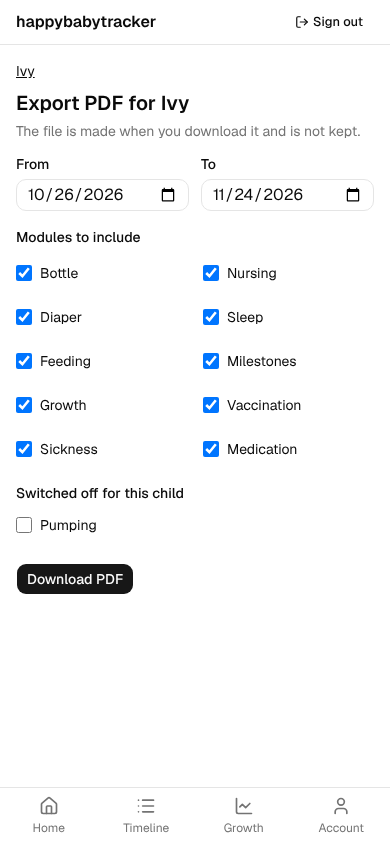 happybabytracker
Sign out
Ivy
Export PDF for Ivy
The file is made when you download it and is not kept.
From
To
10/26/2026
11/24/2026
Modules to include
Bottle
Nursing
Diaper
Sleep
Feeding
Milestones
Growth
Vaccination
Sickness
Medication
Switched off for this child
Pumping
Download PDF
Home
Timeline
Growth
Account